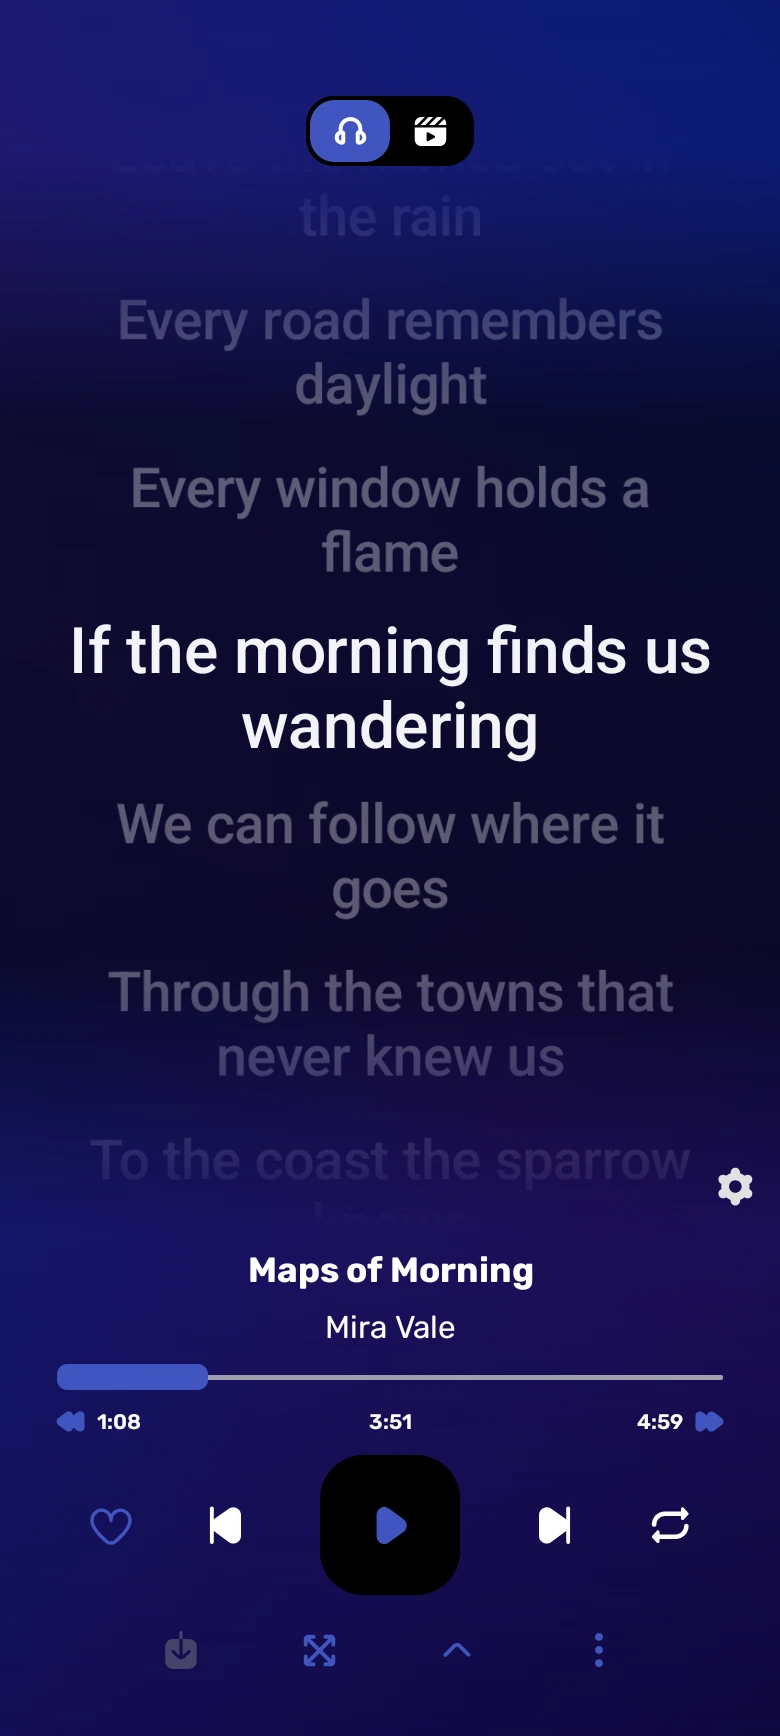 the rain
Every road remembers
daylight
Every window holds a
flame
If the morning finds us
wandering
We can follow where it
goes
Through the towns that
never knew us
To the coast the sparrow
Maps of Morning
Mira Vale
1:08 3:51 4:59